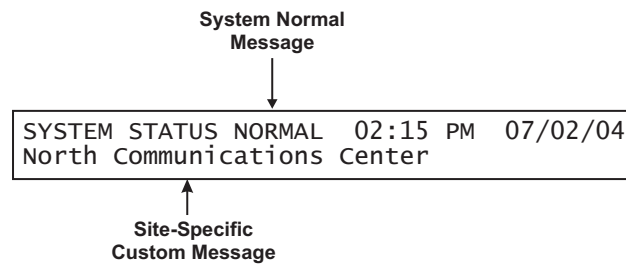 System Normal
Message
SYSTEM STATUS NORMAL 02:15 PM 07/02/04
North Communications Center
Site-Specific
Custom Message